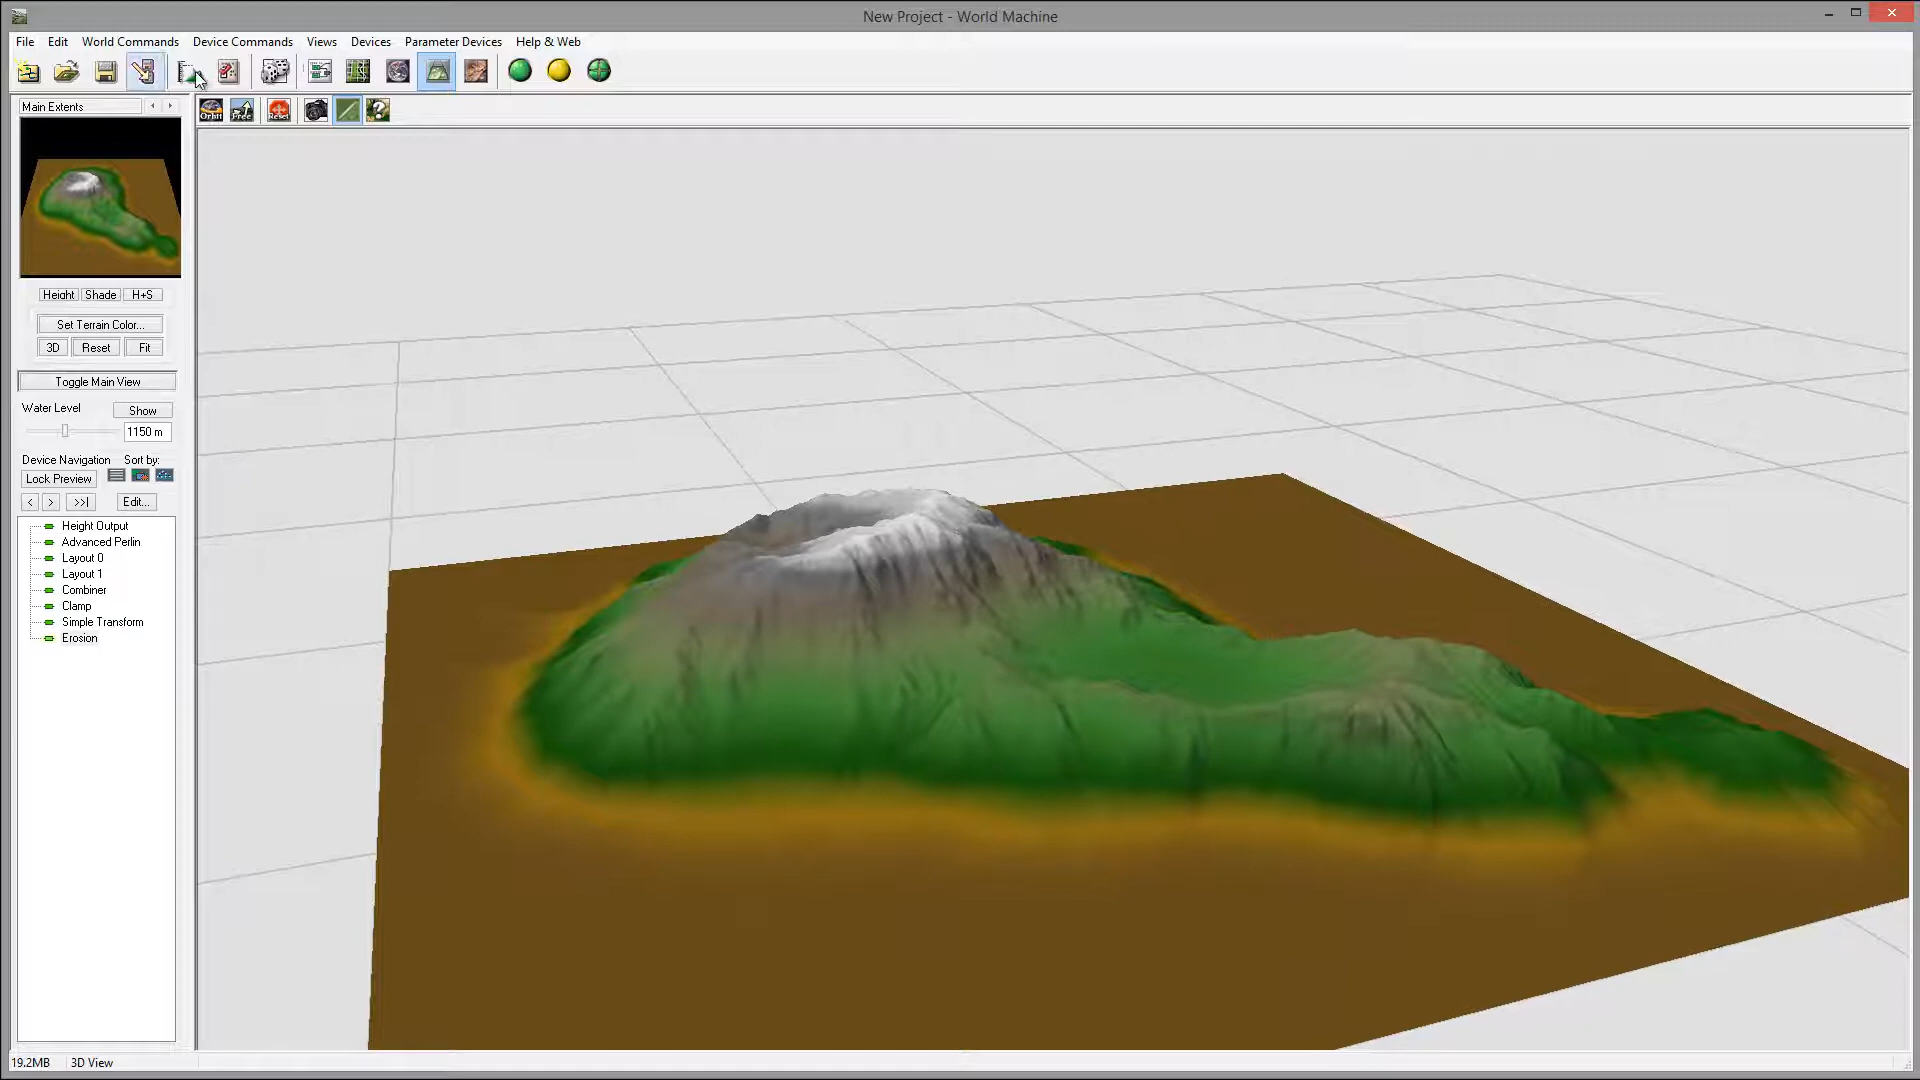 New Project - World Machine
File Edit World Commands Device Commands Views Devices Parameter Devices Help & Web
Main Extents
Orbit Free Reset
Height Shade H+S
Set Terrain Color...
3D Reset Fit
Toggle Main View
Water Level Show
1150 m
Device Navigation Sort by:
Lock Preview
< > >>| Edit...
Height Output
Advanced Perlin
Layout 0
Layout 1
Combiner
Clamp
Simple Transform
Erosion
19.2MB 3D View